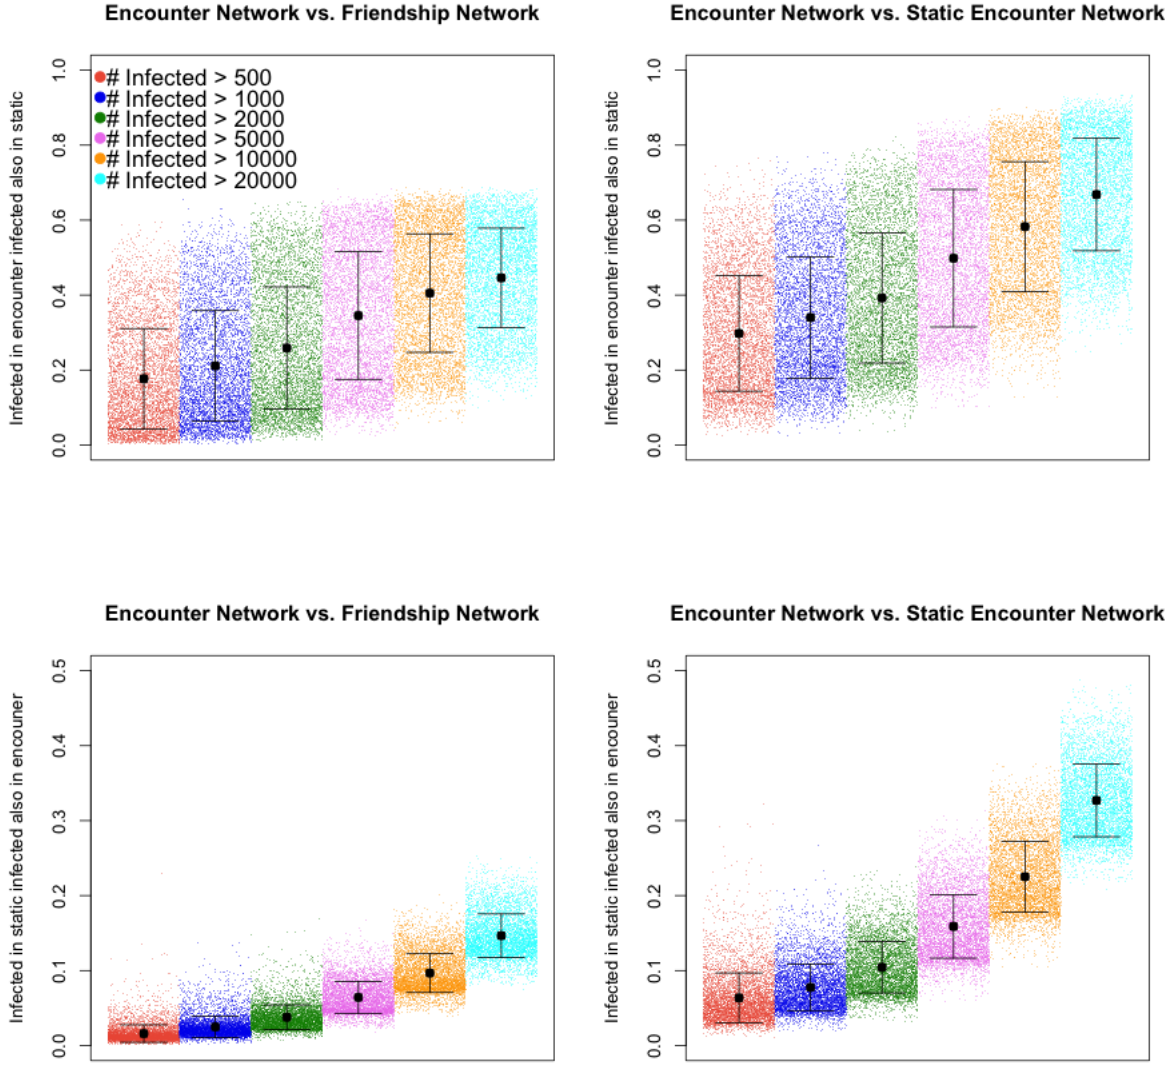 Encounter Network vs. Friendship Network
Infected in encounter infected also in static
1.0
0.8
0.6
0.4
0.2
0.0
# Infected > 500
# Infected > 1000
# Infected > 2000
# Infected > 5000
# Infected > 10000
# Infected > 20000
Encounter Network vs. Static Encounter Network
Infected in encounter infected also in static
1.0
0.8
0.6
0.4
0.2
0.0
Encounter Network vs. Friendship Network
Infected in static infected also in encouner
0.5
0.4
0.3
0.2
0.1
0.0
Encounter Network vs. Static Encounter Network
Infected in static infected also in encouner
0.5
0.4
0.3
0.2
0.1
0.0